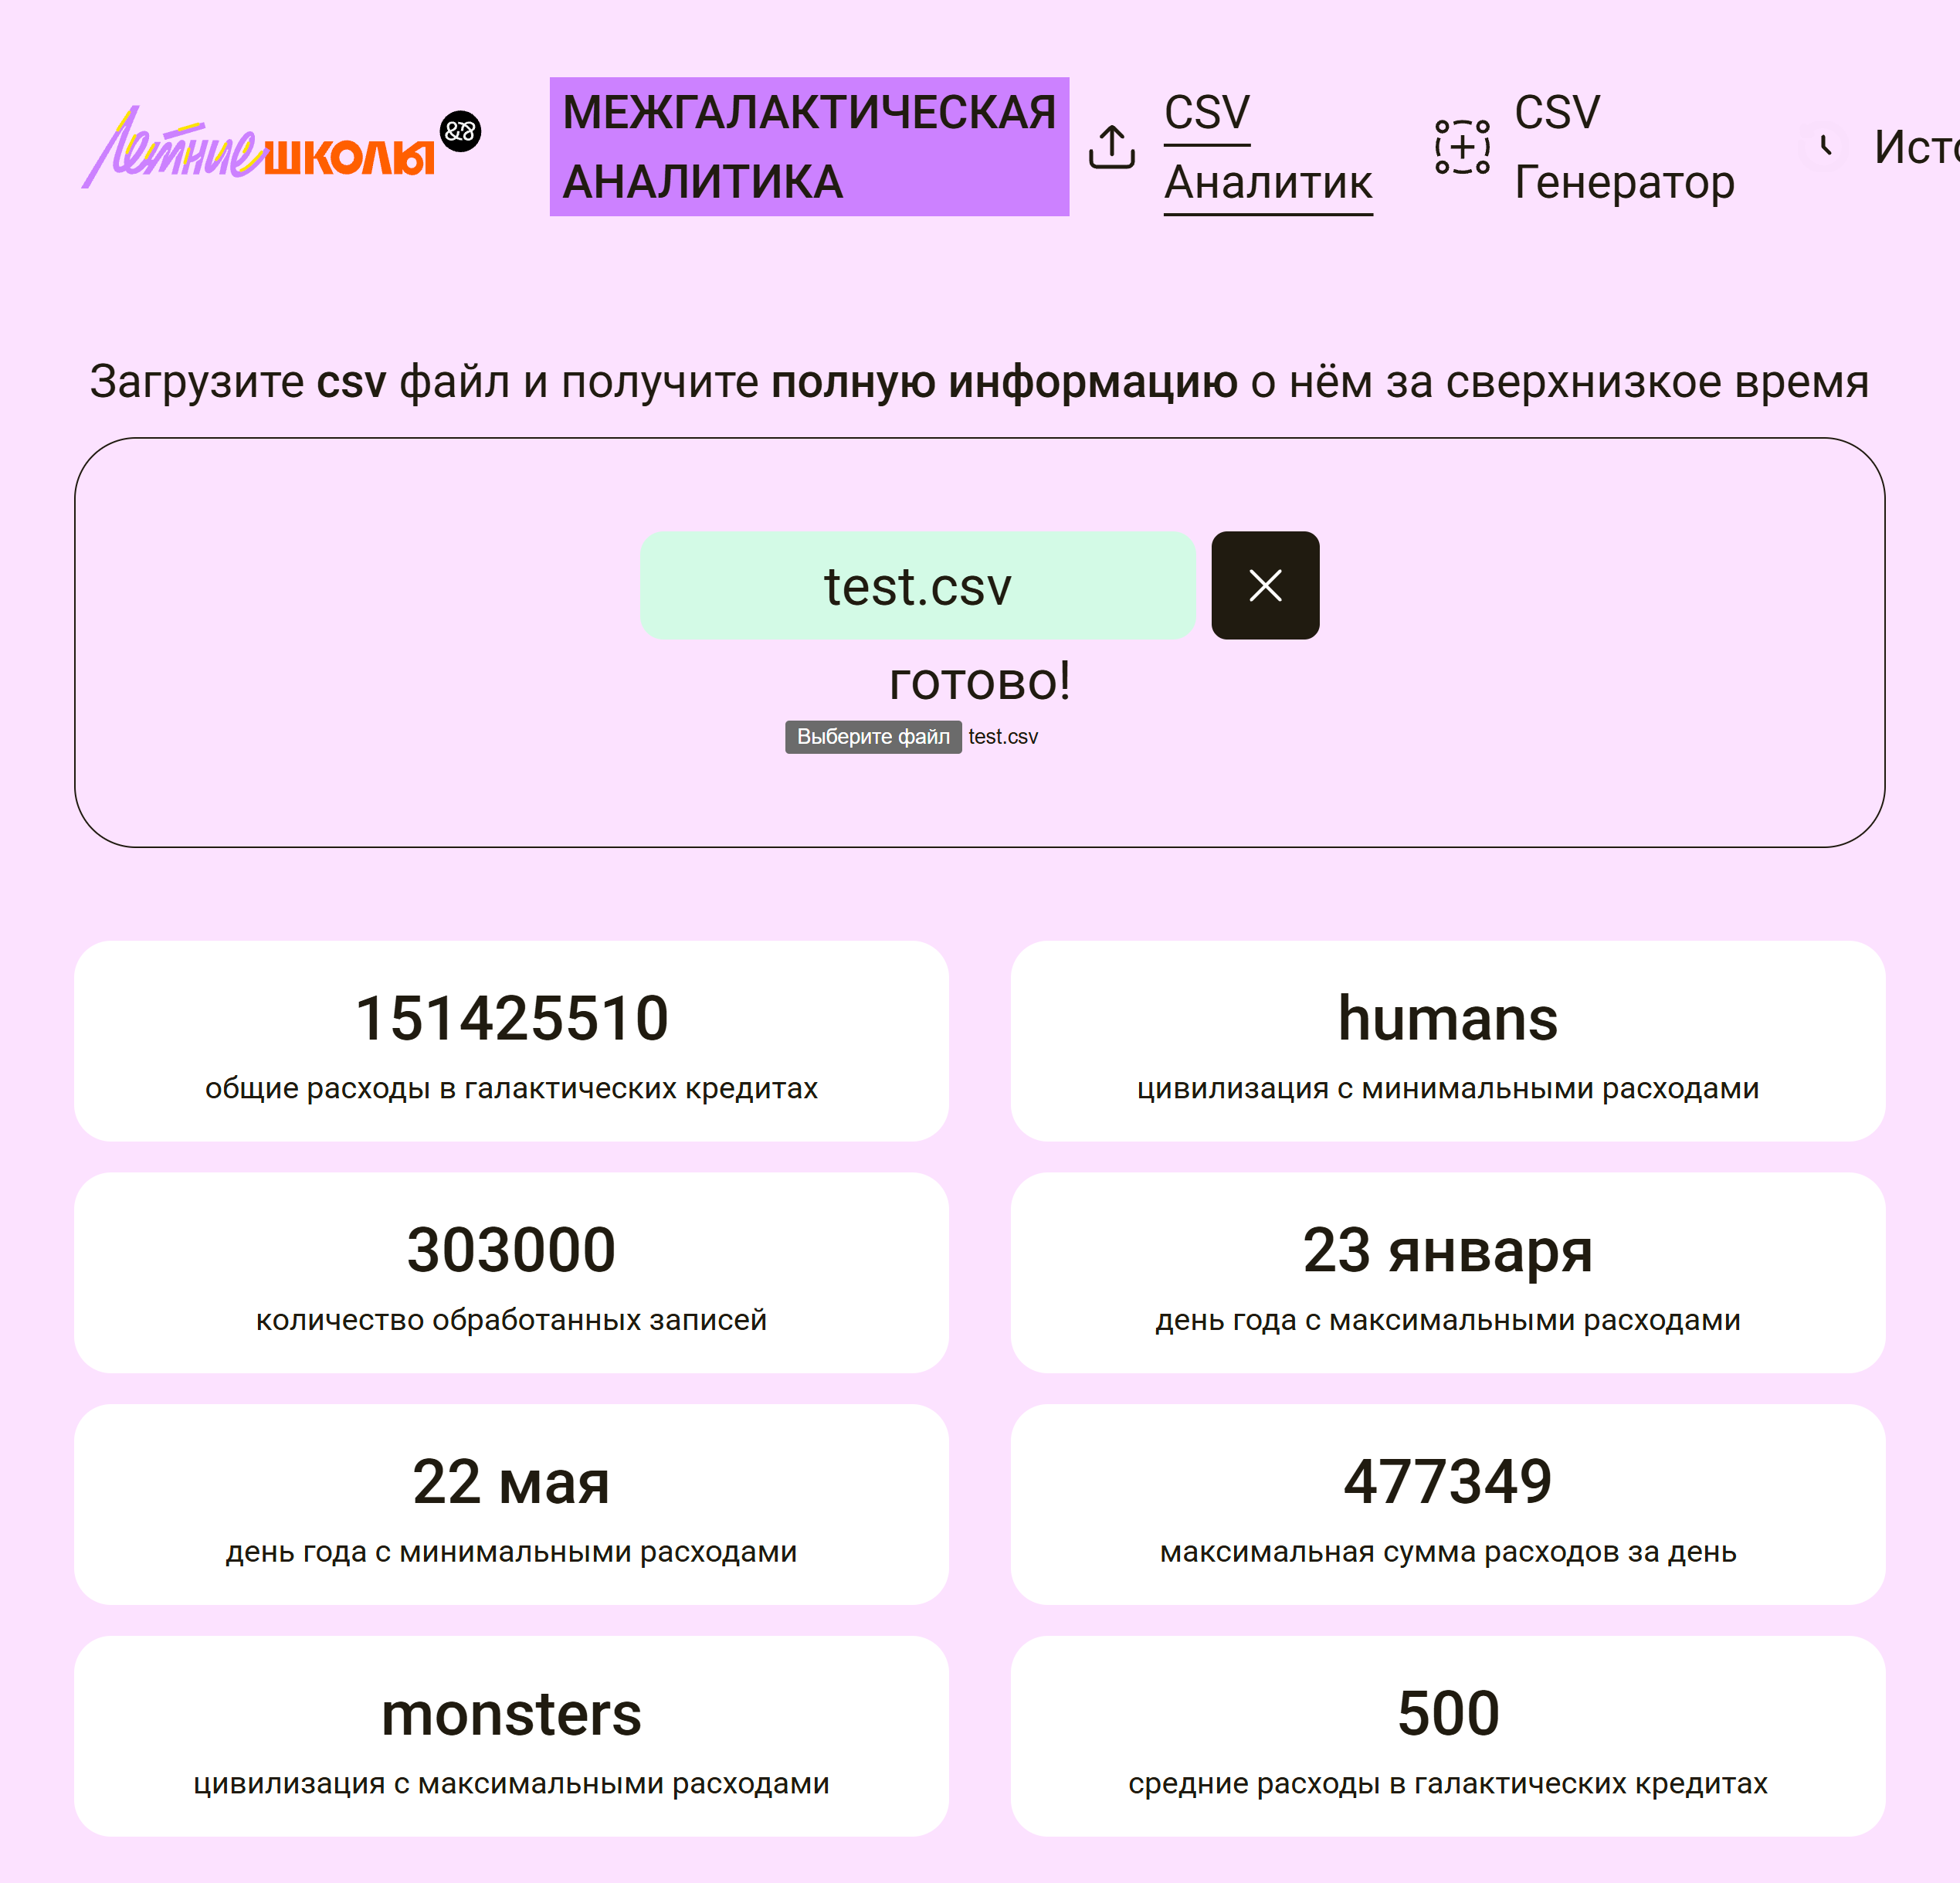 Летние школы
МЕЖГАЛАКТИЧЕСКАЯ
АНАЛИТИКА
CSV
Аналитик
CSV
Генератор
Исто
Загрузите csv файл и получите полную информацию о нём за сверхнизкое время
test.csv
готово!
Выберите файл test.csv
151425510
общие расходы в галактических кредитах
humans
цивилизация с минимальными расходами
303000
количество обработанных записей
23 января
день года с максимальными расходами
22 мая
день года с минимальными расходами
477349
максимальная сумма расходов за день
monsters
цивилизация с максимальными расходами
500
средние расходы в галактических кредитах